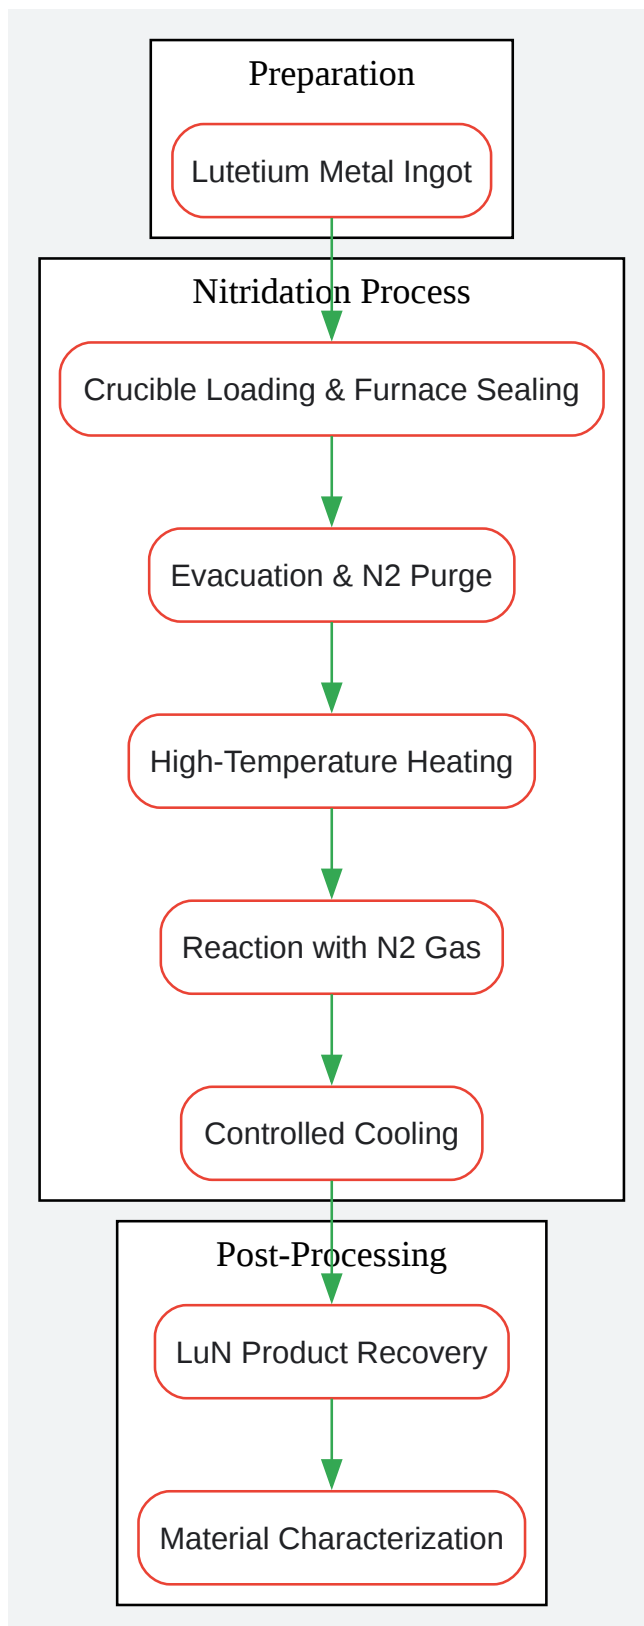 Preparation
Lutetium Metal Ingot
Nitridation Process
Crucible Loading & Furnace Sealing
Evacuation & N2 Purge
High-Temperature Heating
Reaction with N2 Gas
Controlled Cooling
Post-Processing
LuN Product Recovery
Material Characterization